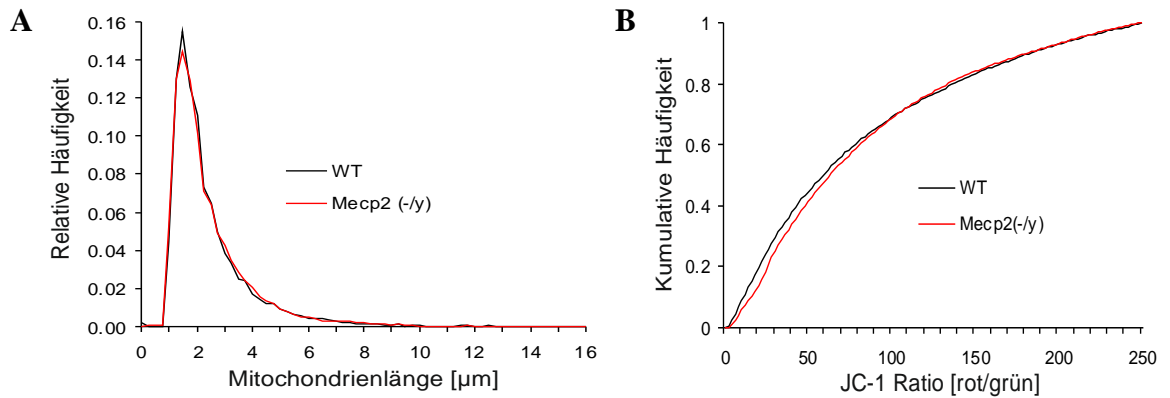 A
Relative Häufigkeit
0.16
0.14
0.12
0.10
0.08
0.06
0.04
0.02
0.00
WT
Mecp2 (-/y)
0 2 4 6 8 10 12 14 16
Mitochondrienlänge [µm]
B
Kumulative Häufigkeit
1
0.8
0.6
0.4
0.2
0
WT
Mecp2(-/y)
0 50 100 150 200 250
JC-1 Ratio [rot/grün]